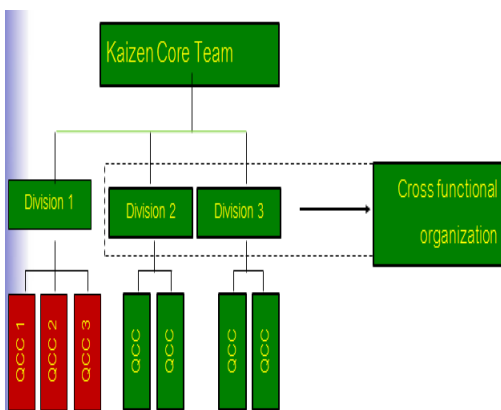 Kaizen Core Team
Division 1
Division 2
Division 3
Cross functional
organization
QCC 1
QCC 2
QCC 3
QCC
QCC
QCC
QCC